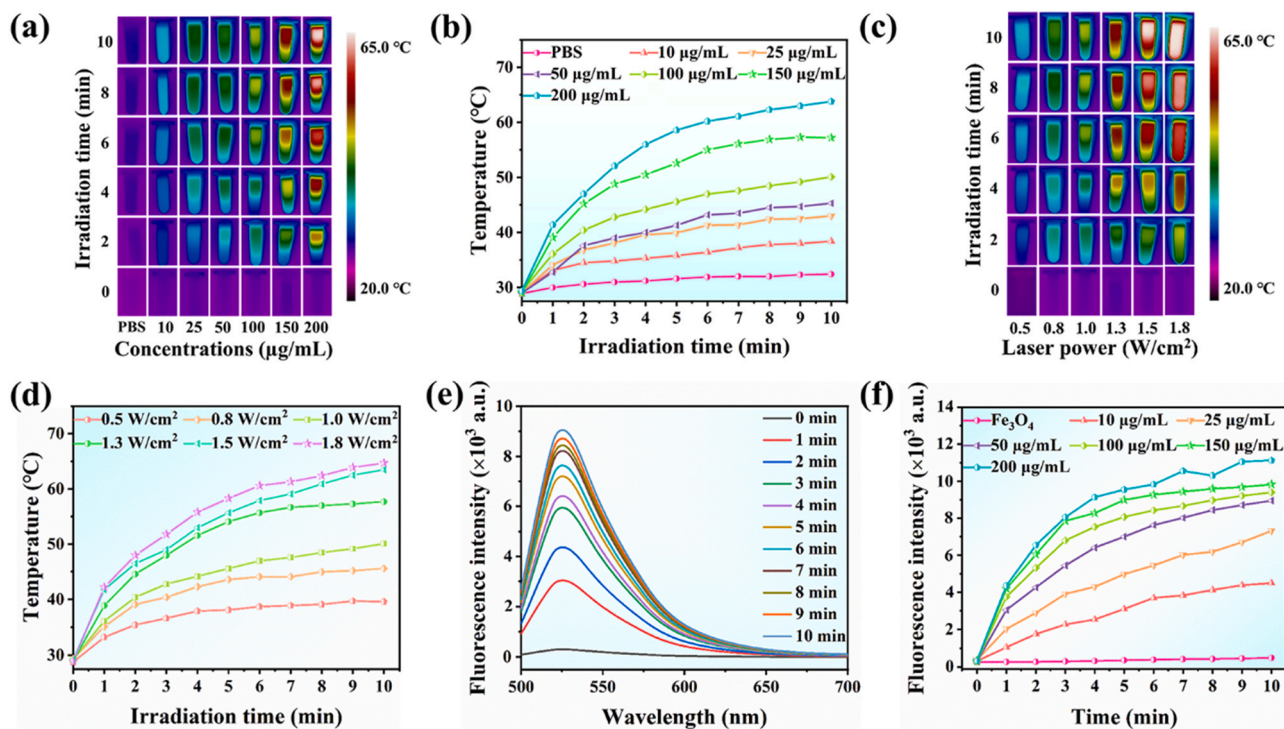 (a)
Irradiation time (min)
10
8
6
4
2
0
PBS 10 25 50 100 150 200
Concentrations (μg/mL)
65.0 °C
20.0 °C
(b)
PBS 10 μg/mL 25 μg/mL
50 μg/mL 100 μg/mL 150 μg/mL
200 μg/mL
Temperature (°C)
70
60
50
40
30
0 1 2 3 4 5 6 7 8 9 10
Irradiation time (min)
(c)
Irradiation time (min)
10
8
6
4
2
0
0.5 0.8 1.0 1.3 1.5 1.8
Laser power (W/cm²)
65.0 °C
20.0 °C
(d)
0.5 W/cm² 0.8 W/cm² 1.0 W/cm²
1.3 W/cm² 1.5 W/cm² 1.8 W/cm²
Temperature (°C)
70
60
50
40
30
0 1 2 3 4 5 6 7 8 9 10
Irradiation time (min)
(e)
Fluorescence intensity (×10³ a.u.)
10
8
6
4
2
0
0 min
1 min
2 min
3 min
4 min
5 min
6 min
7 min
8 min
9 min
10 min
500 550 600 650 700
Wavelength (nm)
(f)
Fe₃O₄ 10 μg/mL 25 μg/mL
50 μg/mL 100 μg/mL 150 μg/mL
200 μg/mL
Fluorescence intensity (×10³ a.u.)
14
12
10
8
6
4
2
0
0 1 2 3 4 5 6 7 8 9 10
Time (min)